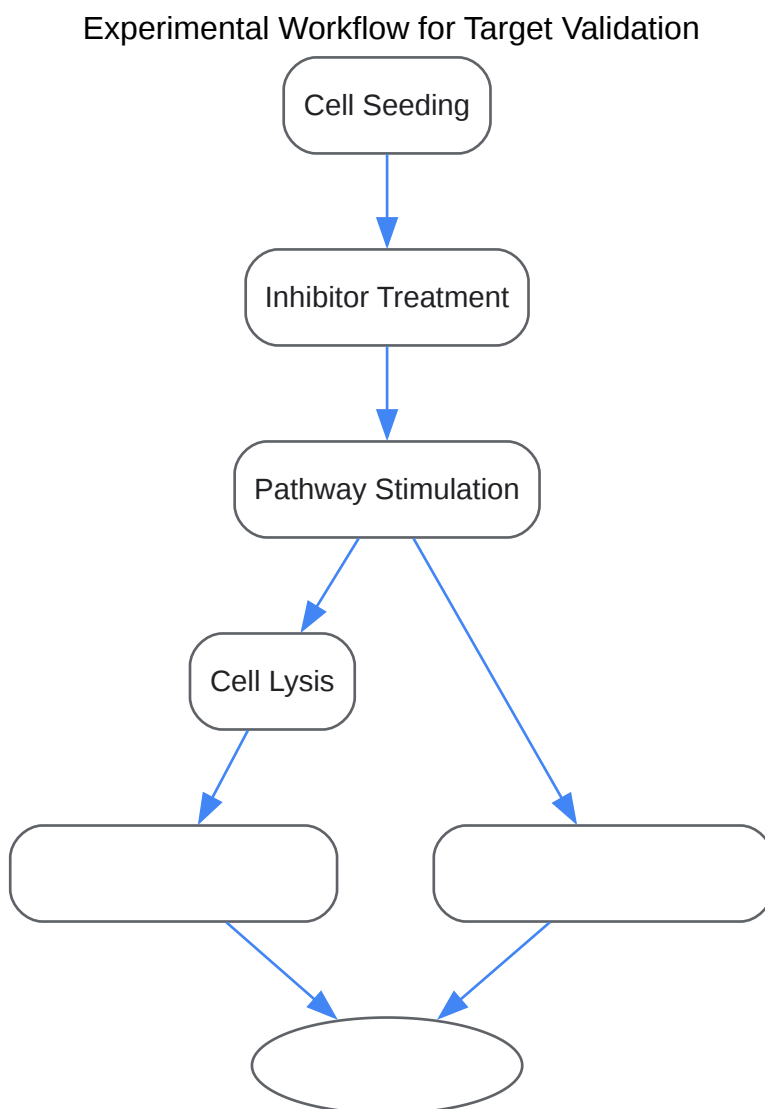 Experimental Workflow for Target Validation
Cell Seeding
Inhibitor Treatment
Pathway Stimulation
Cell Lysis